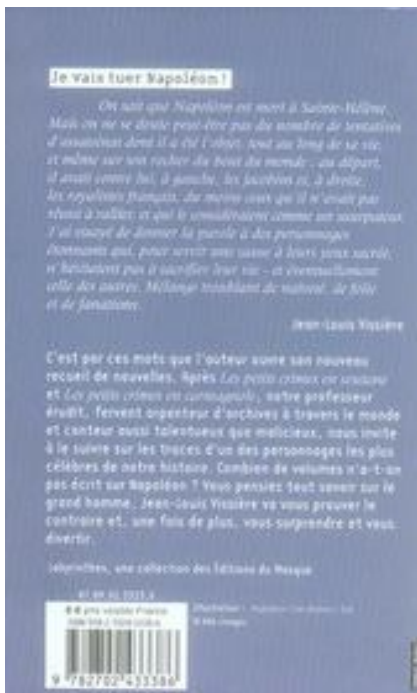 Je vais tuer Napoléon !
On sait que Napoléon est mort à Sainte-Hélène.
Mais on ne se doute peut-être pas du nombre de tentatives
d'assassinat dont il a été l'objet, tout au long de sa vie,
et même sur son rocher du bout du monde ; au départ,
il avait contre lui, à gauche, les jacobins et, à droite,
les royalistes français, du moins ceux qu'il n'avait pas
réussi à rallier, et qui le considéraient comme un usurpateur.
J'ai essayé de donner la parole à des personnages
étonnants qui, pour servir une cause à leurs yeux sacrée,
n'hésitaient pas à sacrifier leur vie – et éventuellement
celle des autres. Mélange troublant de naïveté, de folie
et de fanatisme.
Jean-Louis Vissière
C'est par ces mots que l'auteur ouvre son nouveau
recueil de nouvelles. Après Les petits crimes en soutane
et Les petits crimes en carmagnole, notre professeur
érudit, fervent arpenteur d'archives à travers le monde
et conteur aussi talentueux que malicieux, nous invite
à le suivre sur les traces d'un des personnages les plus
célèbres de notre histoire. Combien de volumes n'a-t-on
pas écrit sur Napoléon ? Vous pensiez tout savoir sur le
grand homme, Jean-Louis Vissière va vous prouver le
contraire et, une fois de plus, vous surprendre et vous
divertir.
Labyrinthes, une collection des Éditions du Masque
prix valable France
Illustration :